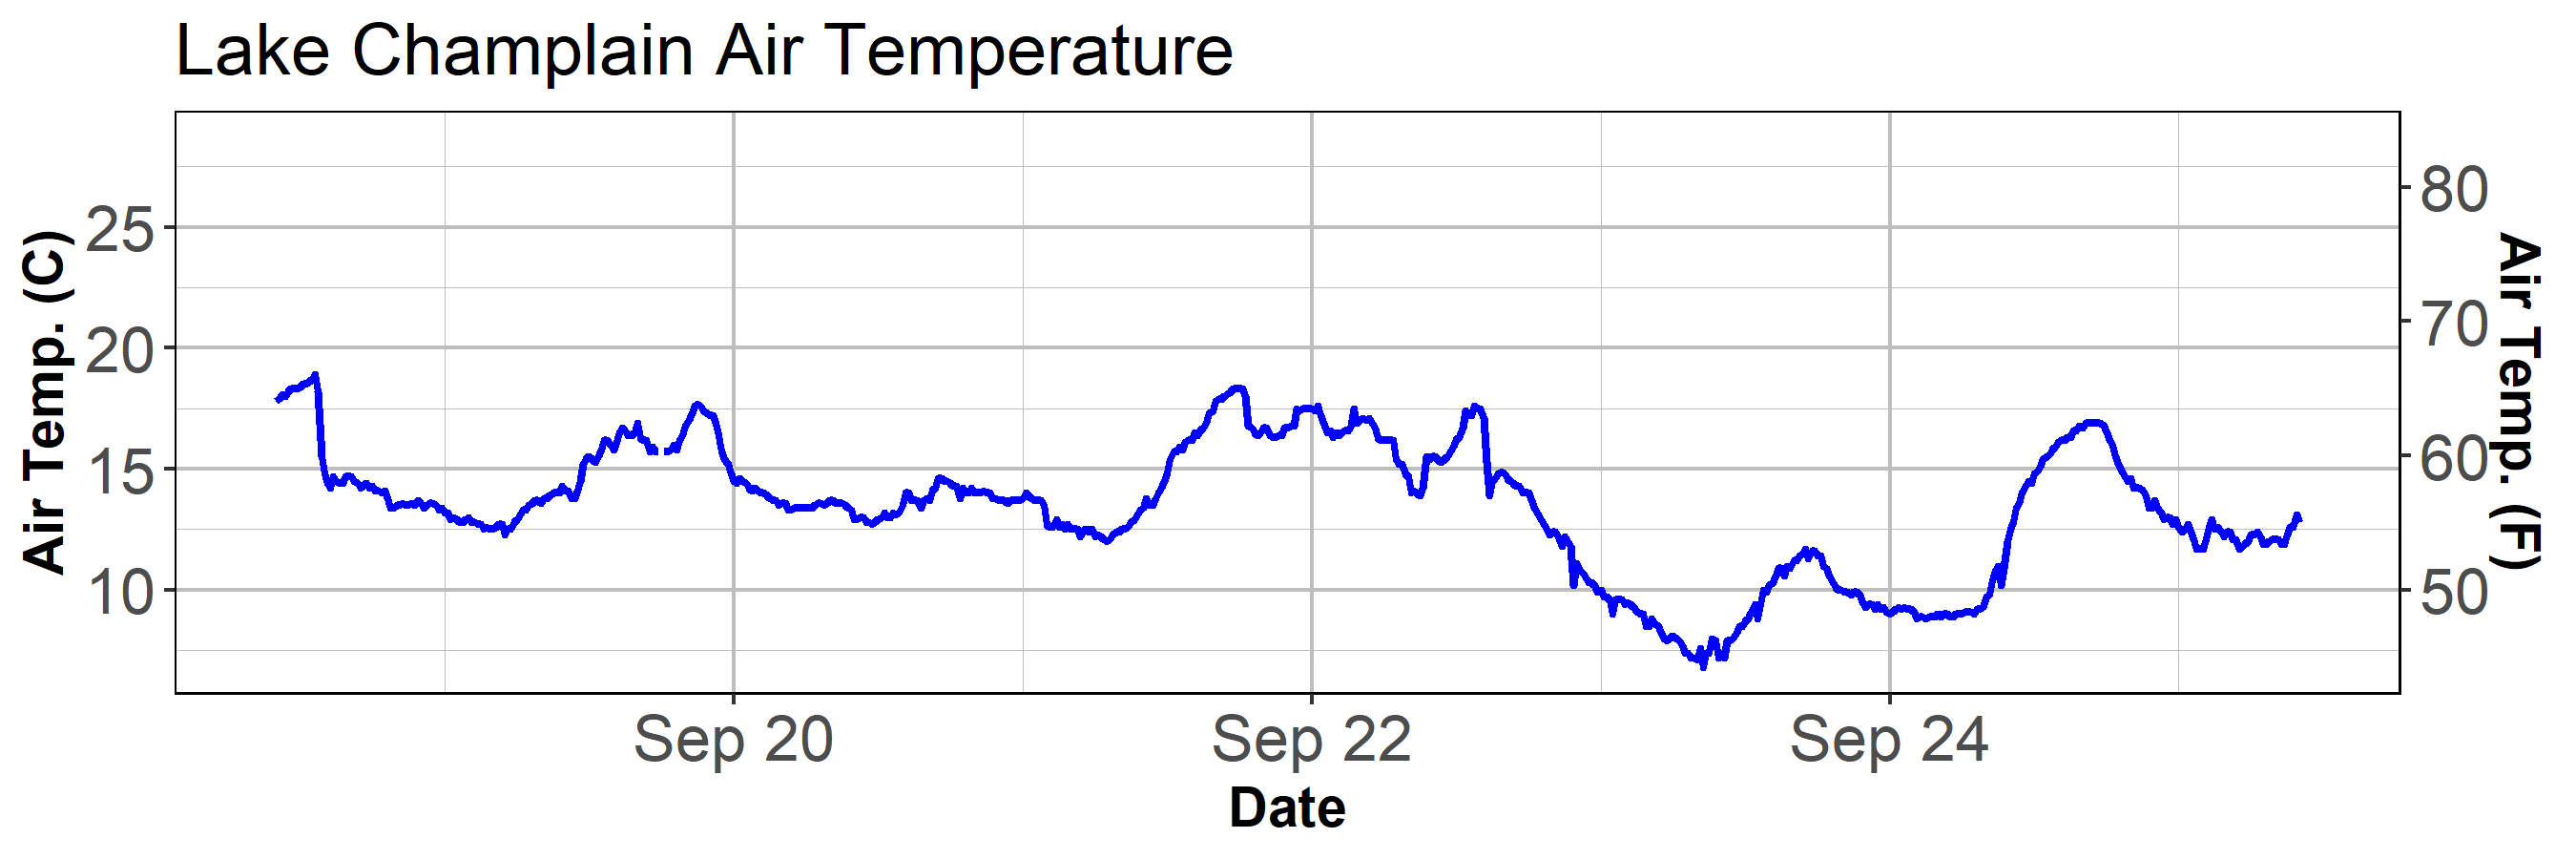 Lake Champlain Air Temperature
Air Temp. (C)
25
20
15
10
80
70
60
50
Air Temp. (F)
Sep 20 Sep 22 Sep 24
Date